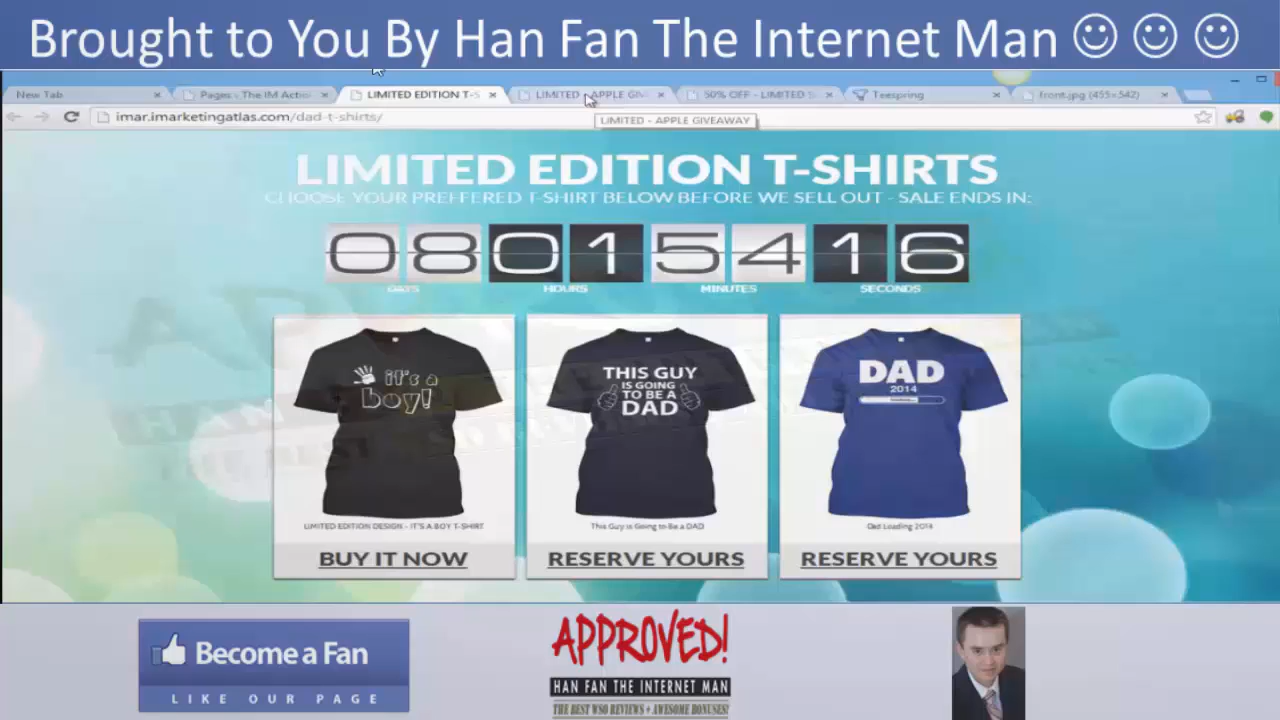 Brought to You By Han Fan The Internet Man
New Tab
Pages - The IM Actio
LIMITED EDITION T-S
LIMITED - APPLE GIV
50% OFF - LIMITED
Teespring
front.jpg (455×542)
imar.imarketingatlas.com/dad-t-shirts/
LIMITED - APPLE GIVEAWAY
LIMITED EDITION T-SHIRTS
CHOOSE YOUR PREFFERED T-SHIRT BELOW BEFORE WE SELL OUT - SALE ENDS IN:
08 01 54 16
DAYS HOURS MINUTES SECONDS
it's a
boy!
THIS GUY
IS GOING
TO BE A
DAD
DAD
2014
LIMITED EDITION DESIGN - IT'S A BOY T-SHIRT
This Guy is Going to Be a DAD
Dad Loading 2014
BUY IT NOW
RESERVE YOURS
RESERVE YOURS
Become a Fan
LIKE OUR PAGE
APPROVED!
HAN FAN THE INTERNET MAN
THE BEST WSO REVIEWS + AWESOME BONUSES!